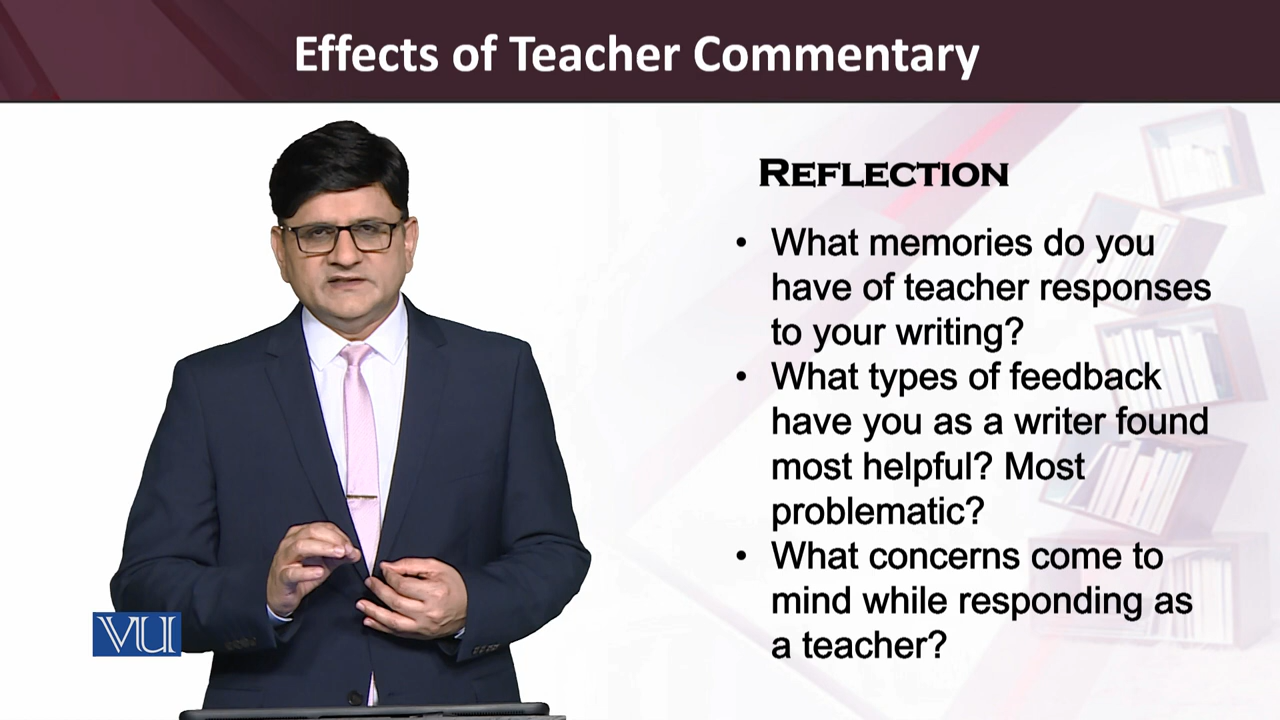 Effects of Teacher Commentary
REFLECTION
• What memories do you
have of teacher responses
to your writing?
• What types of feedback
have you as a writer found
most helpful? Most
problematic?
• What concerns come to
mind while responding as
a teacher?
VU